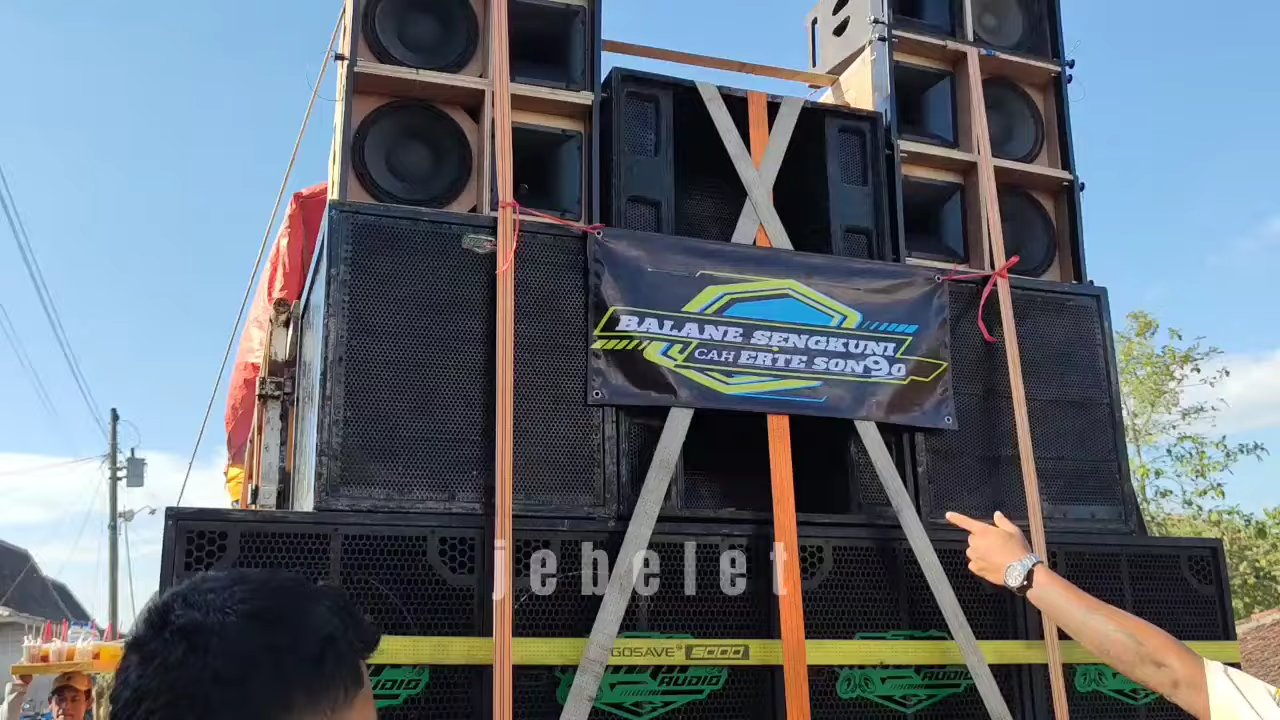 BALANE SENGKUNI
CAH ERTE SON90
jebelet
GOSAVE 5000
AUDIO
AUDIO
AUDIO